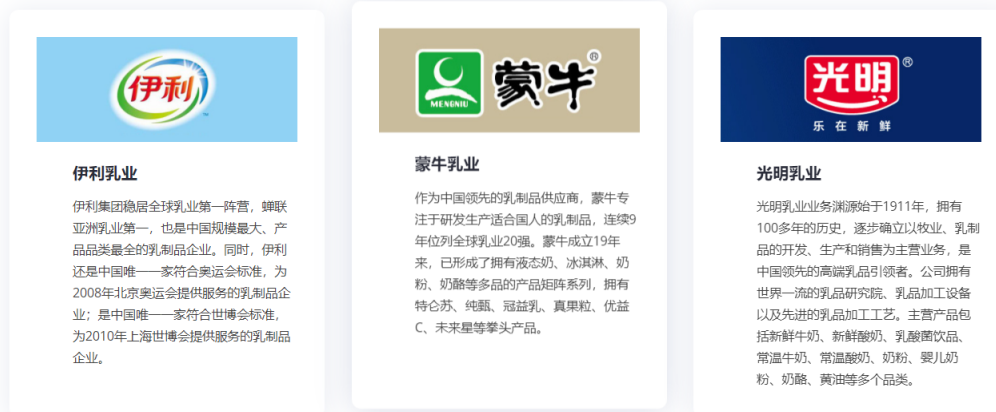 伊利
伊利乳业
伊利集团稳居全球乳业第一阵营，蝉联
亚洲乳业第一，也是中国规模最大、产
品品类最全的乳制品企业。同时，伊利
还是中国唯一一家符合奥运会标准，为
2008年北京奥运会提供服务的乳制品企
业；是中国唯一一家符合世博会标准，
为2010年上海世博会提供服务的乳制品
企业。
MENGNIU
蒙牛®
蒙牛乳业
作为中国领先的乳制品供应商，蒙牛专
注于研发生产适合国人的乳制品，连续9
年位列全球乳业20强。蒙牛成立19年
来，已形成了拥有液态奶、冰淇淋、奶
粉、奶酪等多品的产品矩阵系列，拥有
特仑苏、纯甄、冠益乳、真果粒、优益
C、未来星等拳头产品。
光明®
乐在新鲜
光明乳业
光明乳业业务渊源始于1911年，拥有
100多年的历史，逐步确立以牧业、乳制
品的开发、生产和销售为主营业务，是
中国领先的高端乳品引领者。公司拥有
世界一流的乳品研究院、乳品加工设备
以及先进的乳品加工工艺。主营产品包
括新鲜牛奶、新鲜酸奶、乳酸菌饮品、
常温牛奶、常温酸奶、奶粉、婴儿奶
粉、奶酪、黄油等多个品类。